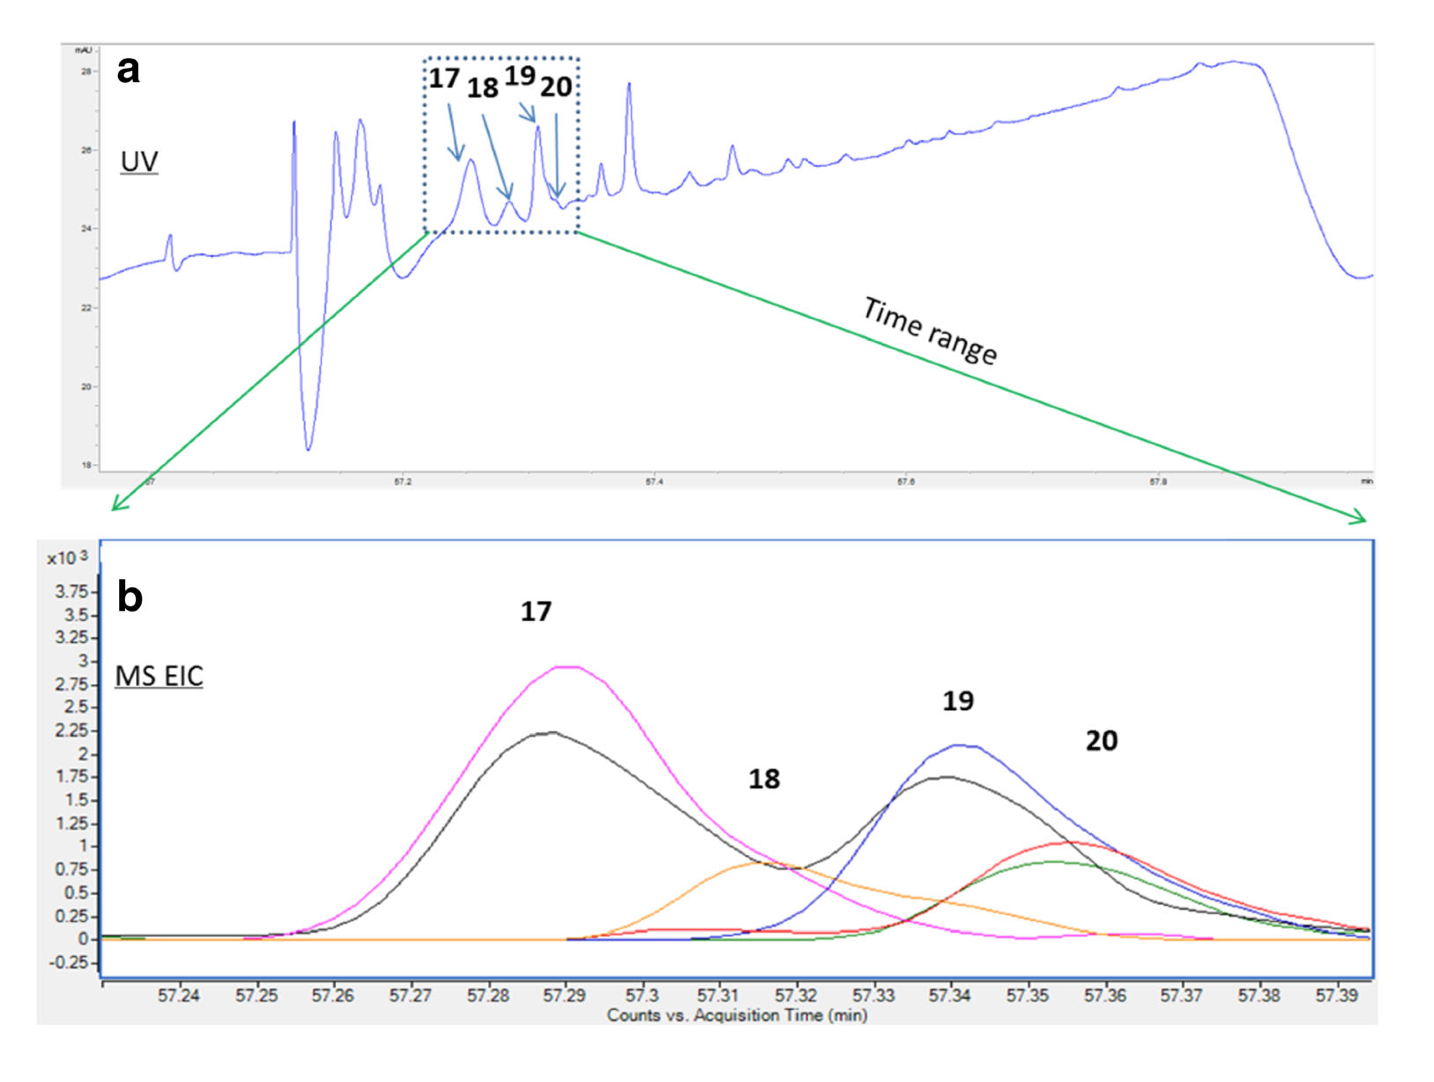 mAU
a
28
17 18 19 20
26
UV
24
22
Time range
20
18
57.2 57.4 57.6 57.8 min
x10 3
b
3.75
17
3.5
3.25
3
MS EIC
2.75
19
2.5
20
2.25
2
18
1.75
1.5
1.25
1
0.75
0.5
0.25
0
-0.25
57.24 57.25 57.26 57.27 57.28 57.29 57.3 57.31 57.32 57.33 57.34 57.35 57.36 57.37 57.38 57.39
Counts vs. Acquisition Time (min)